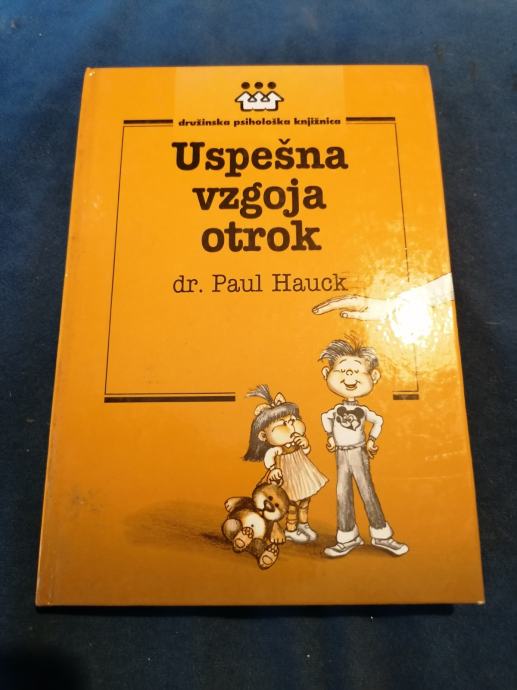 družinska psihološka knjižnica
Uspešna
vzgoja
otrok
dr. Paul Hauck